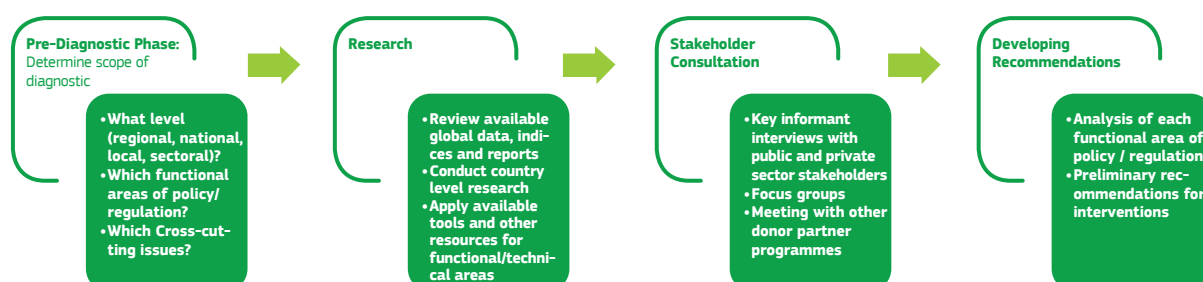 Pre-Diagnostic Phase:
Determine scope of
diagnostic
•What level
(regional, national,
local, sectoral)?
•Which functional
areas of policy/
regulation?
•Which Cross-cut-
ting issues?
Research
•Review available
global data, indi-
ces and reports
•Conduct country
level research
•Apply available
tools and other
resources for
functional/techni-
cal areas
Stakeholder
Consultation
•Key informant
interviews with
public and private
sector stakeholders
•Focus groups
•Meeting with other
donor partner
programmes
Developing
Recommendations
•Analysis of each
functional area of
policy / regulation
•Preliminary rec-
ommendations for
interventions